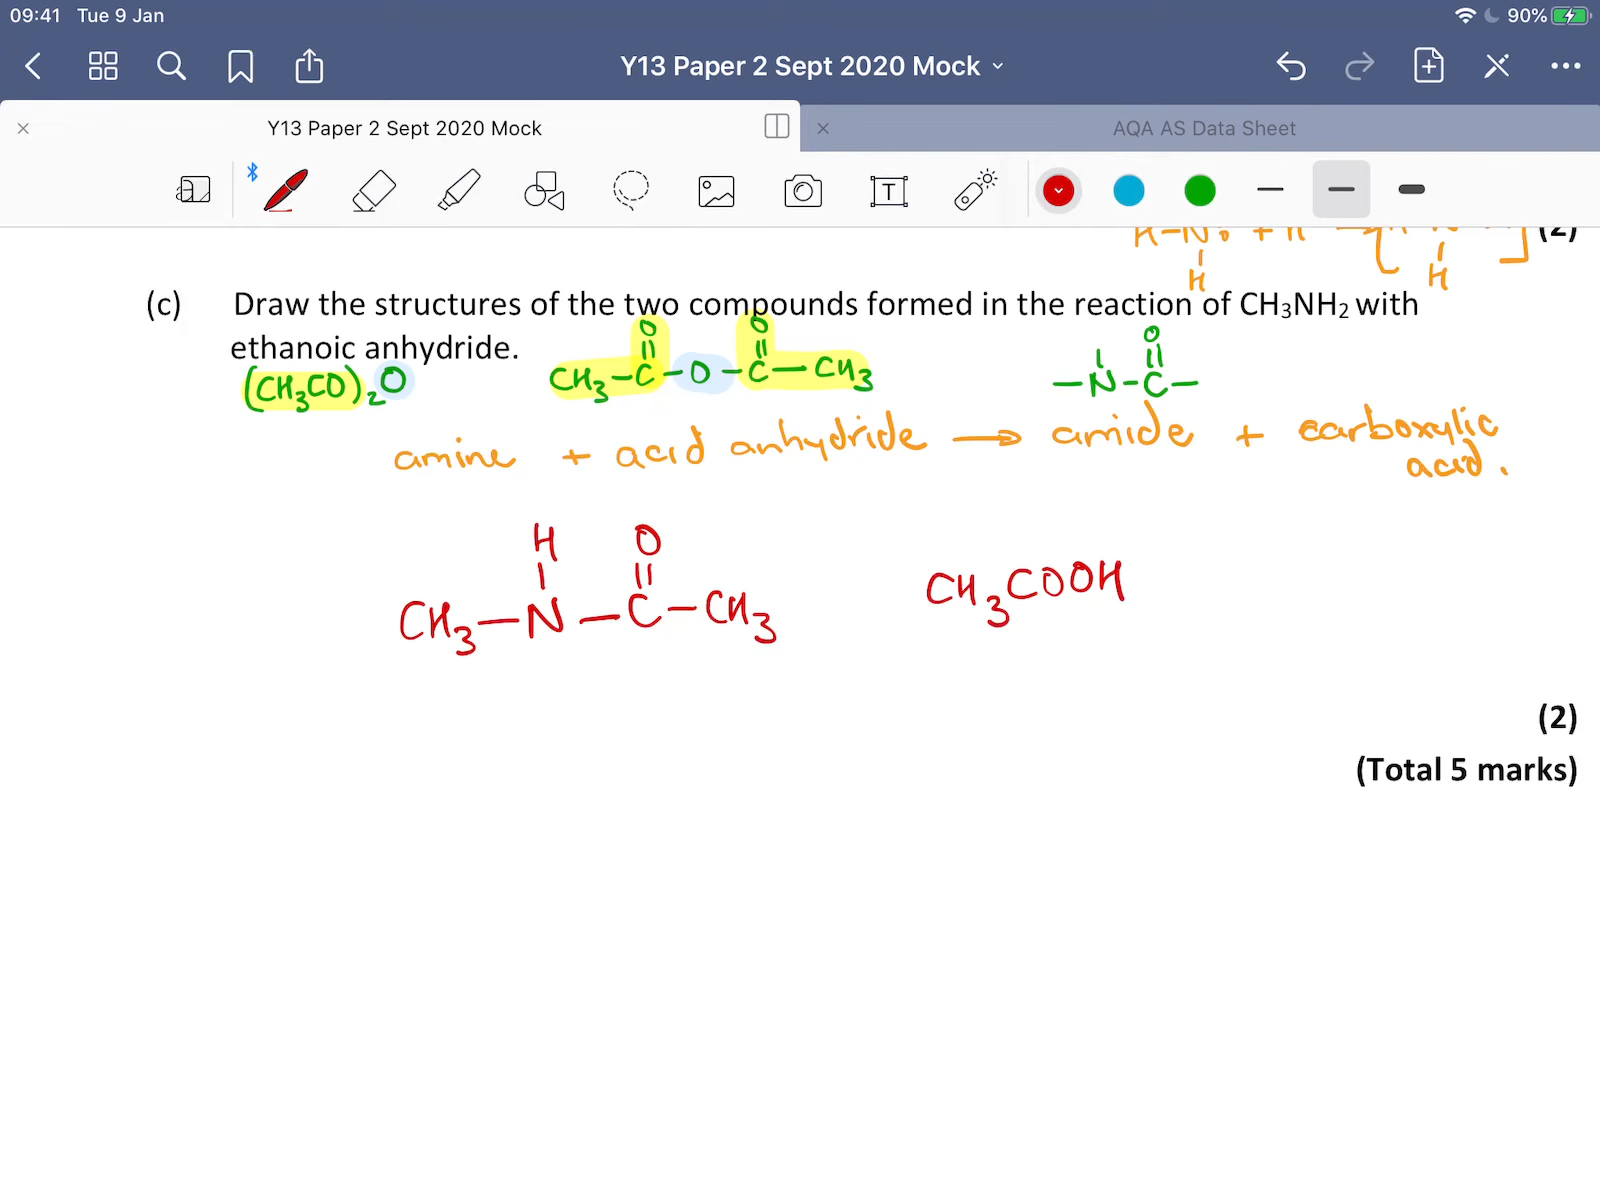 09:41 Tue 9 Jan 90%
Y13 Paper 2 Sept 2020 Mock
Y13 Paper 2 Sept 2020 Mock AQA AS Data Sheet
H–N: + H
H H
(2)
(c) Draw the structures of the two compounds formed in the reaction of CH₃NH₂ with
ethanoic anhydride.
O O O
(CH₃CO)₂O CH₃–C–O–C–CH₃ –N–C–
amine + acid anhydride → amide + carboxylic
acid.
H O
CH₃–N–C–CH₃ CH₃COOH
(2)
(Total 5 marks)